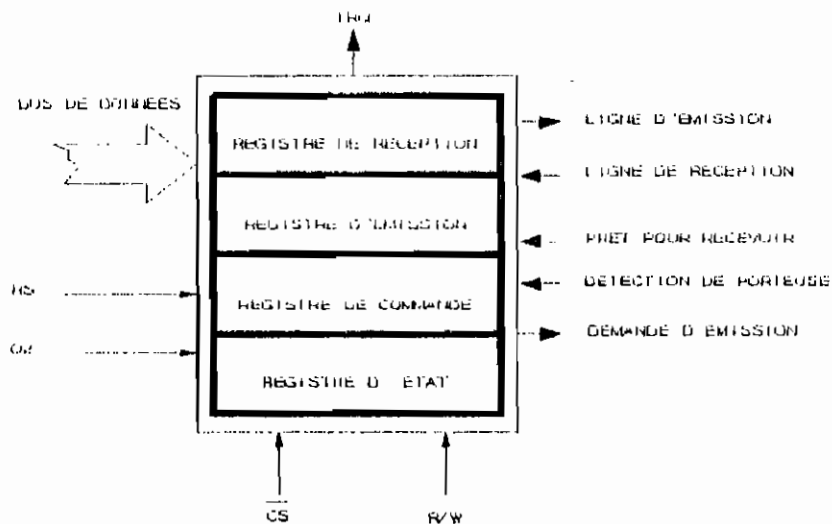 IRQ
BUS DE DONNEES
REGISTRE DE RECEPTION
REGISTRE D'EMISSION
REGISTRE DE COMMANDE
REGISTRE D ETAT
LIGNE D'EMISSION
LIGNE DE RECEPTION
PRET POUR RECEVOIR
DETECTION DE PORTEUSE
DEMANDE D EMISSION
RS
CS
R/W